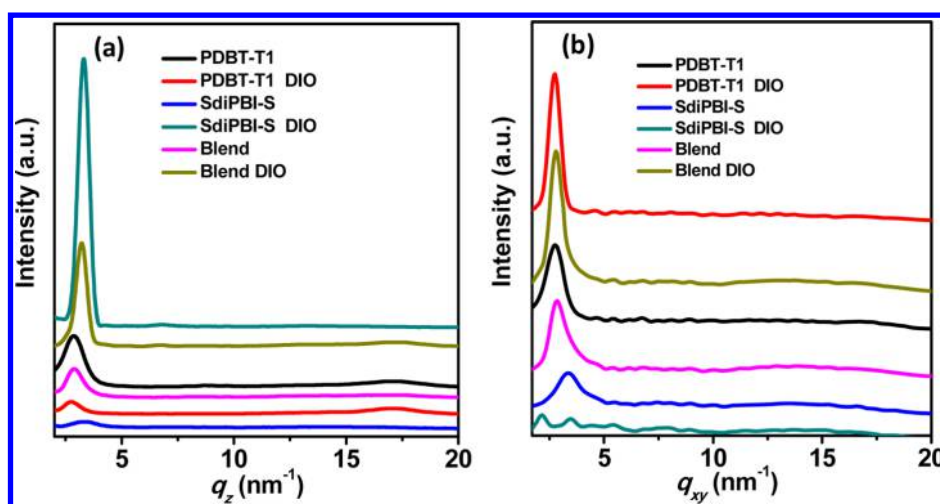 (a)
PDBT-T1
PDBT-T1 DIO
SdiPBI-S
SdiPBI-S DIO
Blend
Blend DIO
Intensity (a.u.)
5 10 15 20
qz (nm-1)
(b)
PDBT-T1
PDBT-T1 DIO
SdiPBI-S
SdiPBI-S DIO
Blend
Blend DIO
Intensity (a.u.)
5 10 15 20
qxy (nm-1)